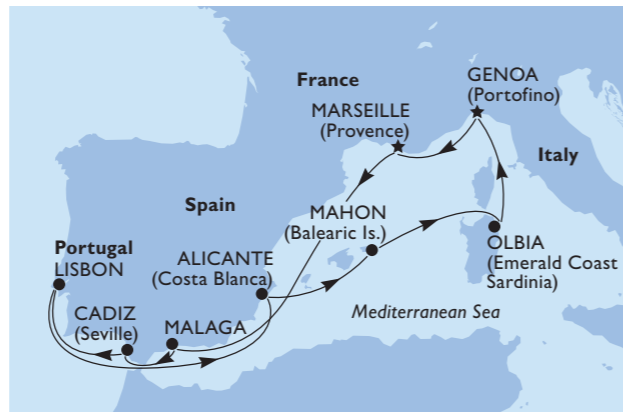 France
GENOA
(Portofino)
MARSEILLE
(Provence)
Italy
Spain
MAHON
(Balearic Is.)
Portugal
LISBON
ALICANTE
(Costa Blanca)
OLBIA
(Emerald Coast
Sardinia)
CADIZ
(Seville)
MALAGA
Mediterranean Sea